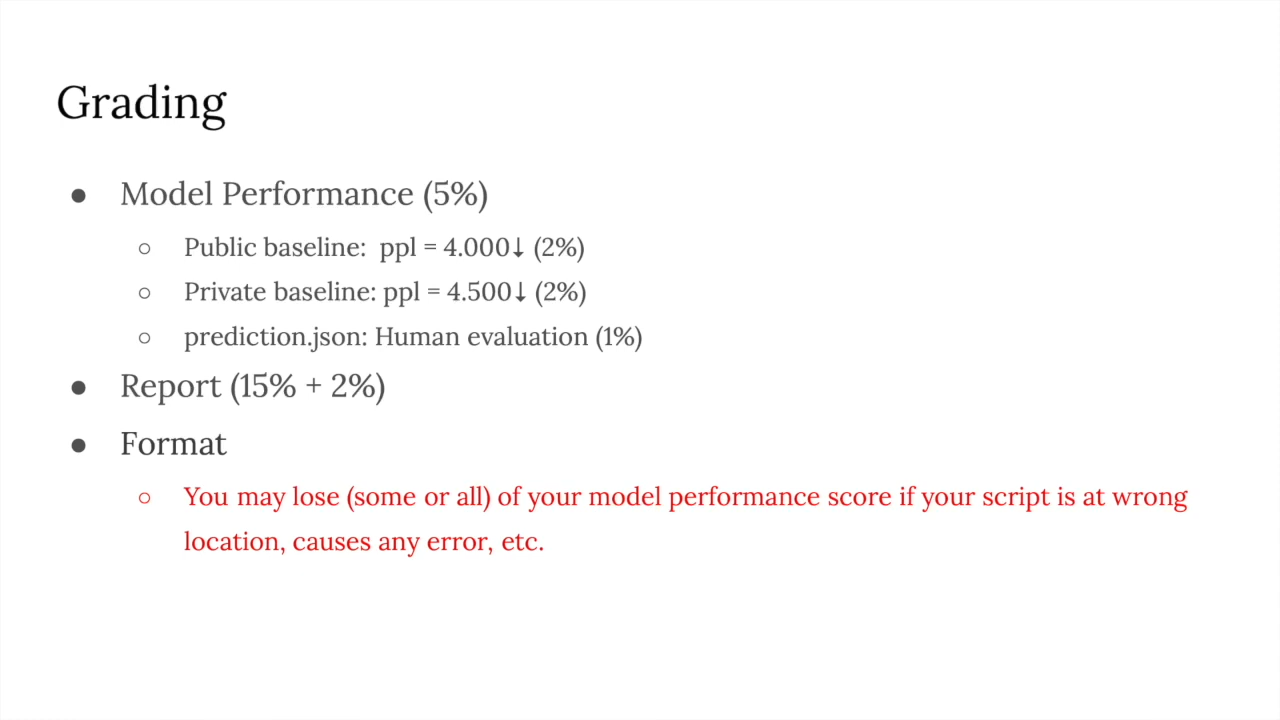 Grading
● Model Performance (5%)
○ Public baseline:  ppl = 4.000↓ (2%)
○ Private baseline: ppl = 4.500↓ (2%)
○ prediction.json: Human evaluation (1%)
● Report (15% + 2%)
● Format
○ You may lose (some or all) of your model performance score if your script is at wrong
location, causes any error, etc.